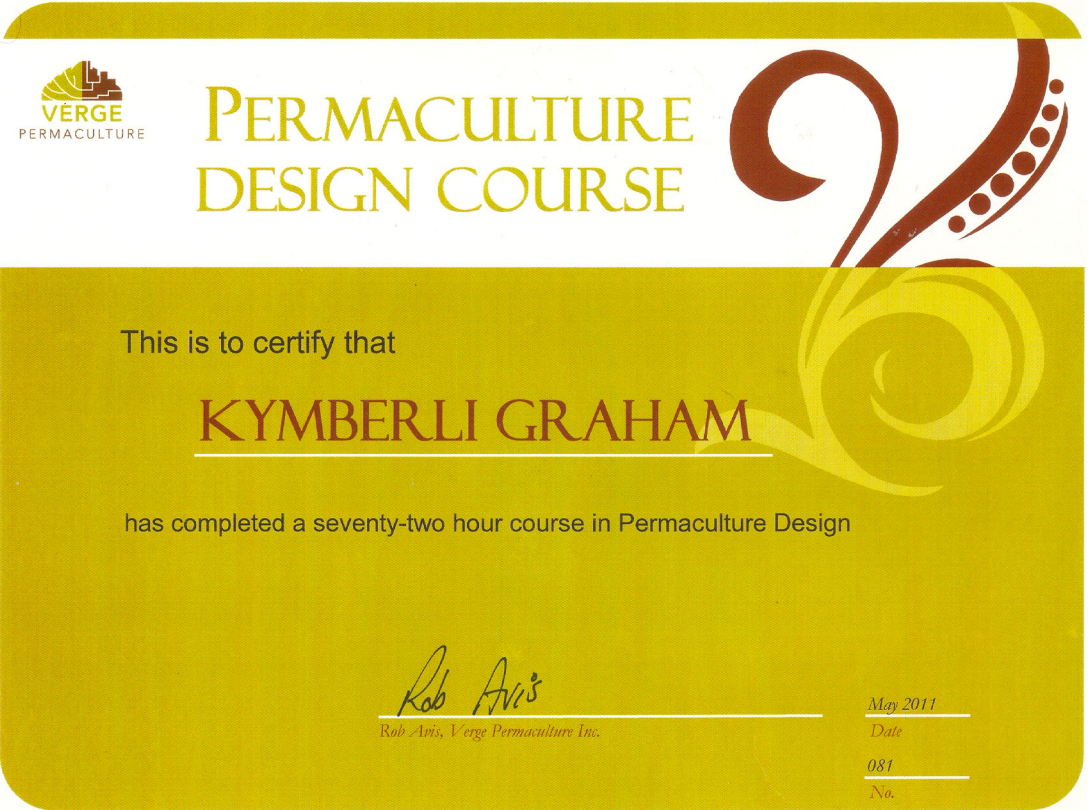 VERGE
PERMACULTURE
PERMACULTURE
DESIGN COURSE
This is to certify that
KYMBERLI GRAHAM
has completed a seventy-two hour course in Permaculture Design
Rob Avis
Rob Avis, Verge Permaculture Inc.
May 2011
Date
081
No.